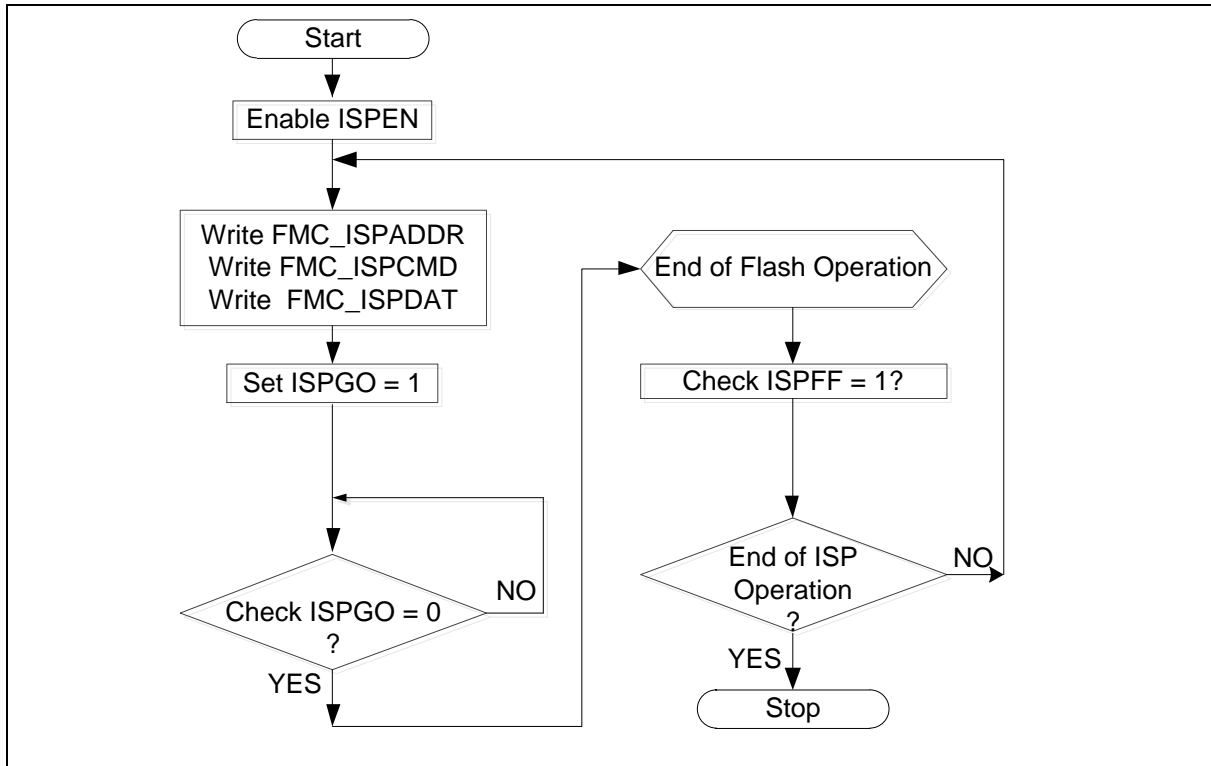 Start
Enable ISPEN
Write FMC_ISPADDR
Write FMC_ISPCMD
Write FMC_ISPDAT
Set ISPGO = 1
Check ISPGO = 0
?
NO
YES
End of Flash Operation
Check ISPFF = 1?
End of ISP
Operation
?
NO
YES
Stop